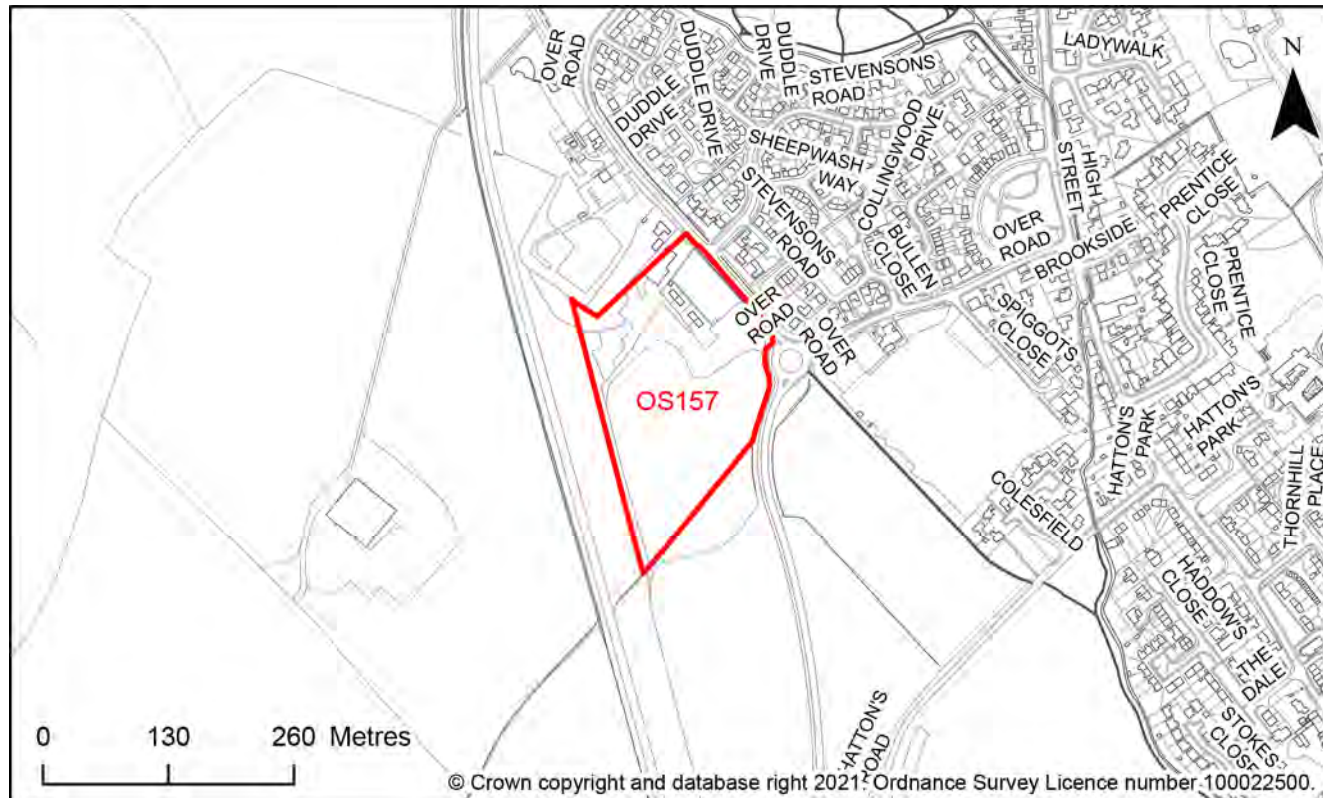 LADYWALK
N
OVER
ROAD
DUDDLE
DRIVE
DUDDLE DRIVE
DUDDLE
DRIVE
STEVENSONS
ROAD
SHEEPWASH
WAY
COLLINGWOOD
DRIVE
HIGH
STREET
PRENTICE
CLOSE
STEVENSONS
ROAD
BULLEN
CLOSE
OVER
ROAD
BROOKSIDE
PRENTICE
CLOSE
OVER
ROAD
OVER
ROAD
SPIGGOTS
CLOSE
OS157
HATTON'S
PARK
HATTON'S
PARK
COLESFIELD
THORNHILL
PLACE
HADDOW'S
CLOSE
THE
DALE
STOKES
CLOSE
HATTON'S
ROAD
0 130 260 Metres
© Crown copyright and database right 2021. Ordnance Survey Licence number 100022500.